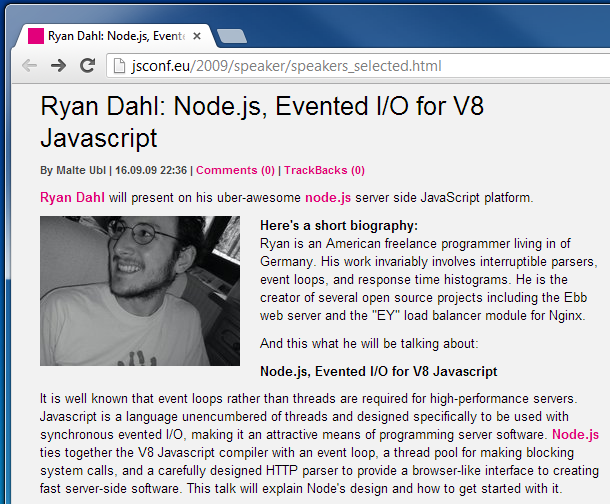 Ryan Dahl: Node.js, Evente
jsconf.eu/2009/speaker/speakers_selected.html
Ryan Dahl: Node.js, Evented I/O for V8
Javascript
By Malte Ubl | 16.09.09 22:36 | Comments (0) | TrackBacks (0)
Ryan Dahl will present on his uber-awesome node.js server side JavaScript platform.
Here's a short biography:
Ryan is an American freelance programmer living in of
Germany. His work invariably involves interruptible parsers,
event loops, and response time histograms. He is the
creator of several open source projects including the Ebb
web server and the "EY" load balancer module for Nginx.
And this what he will be talking about:
Node.js, Evented I/O for V8 Javascript
It is well known that event loops rather than threads are required for high-performance servers.
Javascript is a language unencumbered of threads and designed specifically to be used with
synchronous evented I/O, making it an attractive means of programming server software. Node.js
ties together the V8 Javascript compiler with an event loop, a thread pool for making blocking
system calls, and a carefully designed HTTP parser to provide a browser-like interface to creating
fast server-side software. This talk will explain Node's design and how to get started with it.